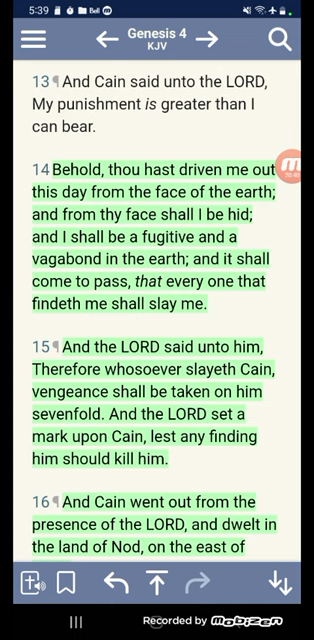 5:39 Bell
Genesis 4
KJV
13 ¶ And Cain said unto the LORD,
My punishment is greater than I
can bear.
14 Behold, thou hast driven me out
this day from the face of the earth;
and from thy face shall I be hid;
and I shall be a fugitive and a
vagabond in the earth; and it shall
come to pass, that every one that
findeth me shall slay me.
15 ¶ And the LORD said unto him,
Therefore whosoever slayeth Cain,
vengeance shall be taken on him
sevenfold. And the LORD set a
mark upon Cain, lest any finding
him should kill him.
16 ¶ And Cain went out from the
presence of the LORD, and dwelt in
the land of Nod, on the east of
Recorded by Mobizen